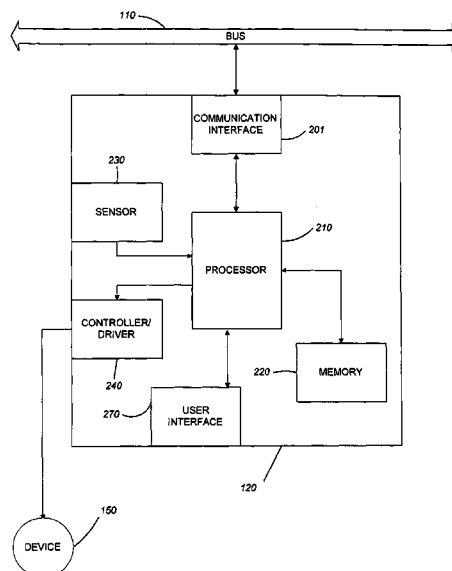 110
BUS
COMMUNICATION
INTERFACE
201
230
SENSOR
210
PROCESSOR
CONTROLLER/
DRIVER
240
220
MEMORY
270
USER
INTERFACE
120
DEVICE
150